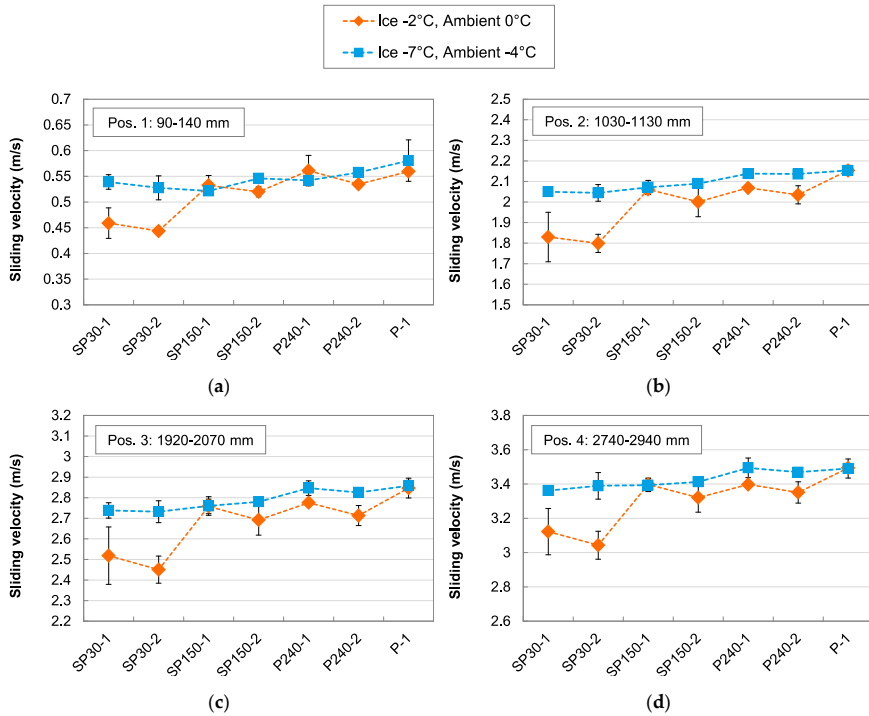 Ice -2°C, Ambient 0°C
Ice -7°C, Ambient -4°C
Sliding velocity (m/s)
0.7
0.65
0.6
0.55
0.5
0.45
0.4
0.35
0.3
Pos. 1: 90-140 mm
SP30-1
SP30-2
SP150-1
SP150-2
P240-1
P240-2
P-1
(a)
Sliding velocity (m/s)
2.5
2.4
2.3
2.2
2.1
2
1.9
1.8
1.7
1.6
1.5
Pos. 2: 1030-1130 mm
SP30-1
SP30-2
SP150-1
SP150-2
P240-1
P240-2
P-1
(b)
Sliding velocity (m/s)
3.2
3.1
3
2.9
2.8
2.7
2.6
2.5
2.4
2.3
2.2
Pos. 3: 1920-2070 mm
SP30-1
SP30-2
SP150-1
SP150-2
P240-1
P240-2
P-1
(c)
Sliding velocity (m/s)
3.8
3.6
3.4
3.2
3
2.8
2.6
Pos. 4: 2740-2940 mm
SP30-1
SP30-2
SP150-1
SP150-2
P240-1
P240-2
P-1
(d)